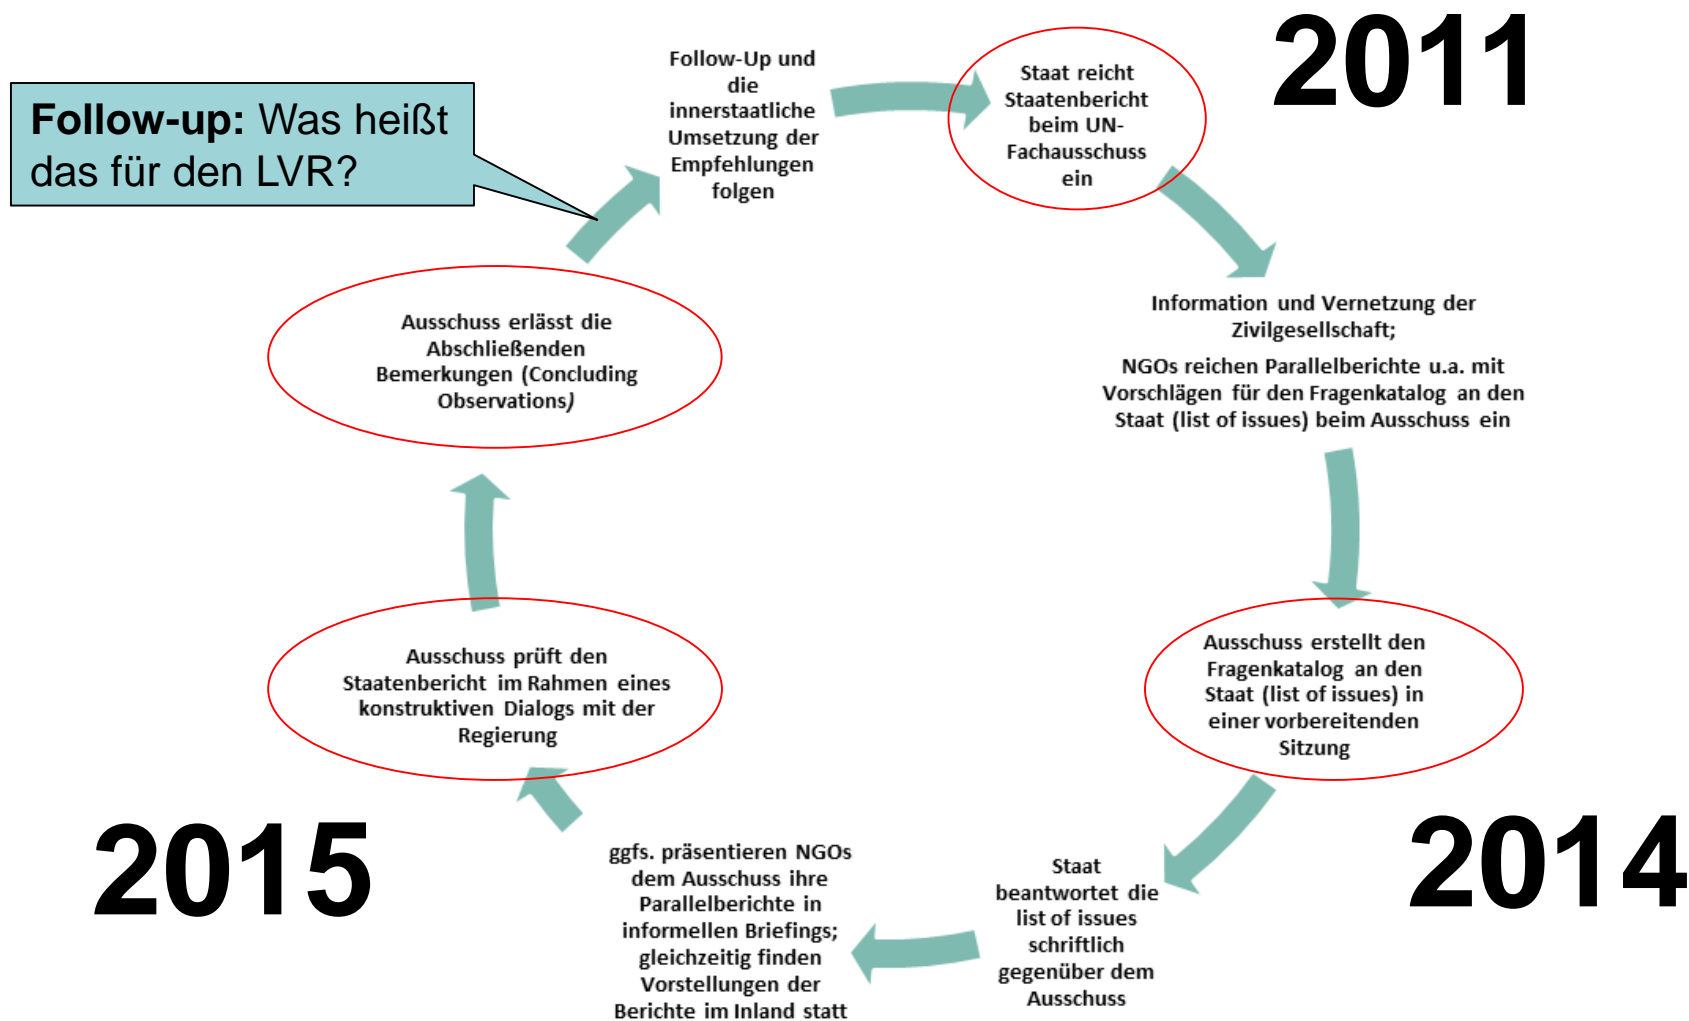 2011
Staat reicht
Staatenbericht
beim UN-
Fachausschuss
ein
Information und Vernetzung der
Zivilgesellschaft;
NGOs reichen Parallelberichte u.a. mit
Vorschlägen für den Fragenkatalog an den
Staat (list of issues) beim Ausschuss ein
Ausschuss erstellt den
Fragenkatalog an den
Staat (list of issues) in
einer vorbereitenden
Sitzung
2014
Staat
beantwortet die
list of issues
schriftlich
gegenüber dem
Ausschuss
ggfs. präsentieren NGOs
dem Ausschuss ihre
Parallelberichte in
informellen Briefings;
gleichzeitig finden
Vorstellungen der
Berichte im Inland statt
2015
Ausschuss prüft den
Staatenbericht im Rahmen eines
konstruktiven Dialogs mit der
Regierung
Ausschuss erlässt die
Abschließenden
Bemerkungen (Concluding
Observations)
Follow-up: Was heißt
das für den LVR?
Follow-Up und
die
innerstaatliche
Umsetzung der
Empfehlungen
folgen